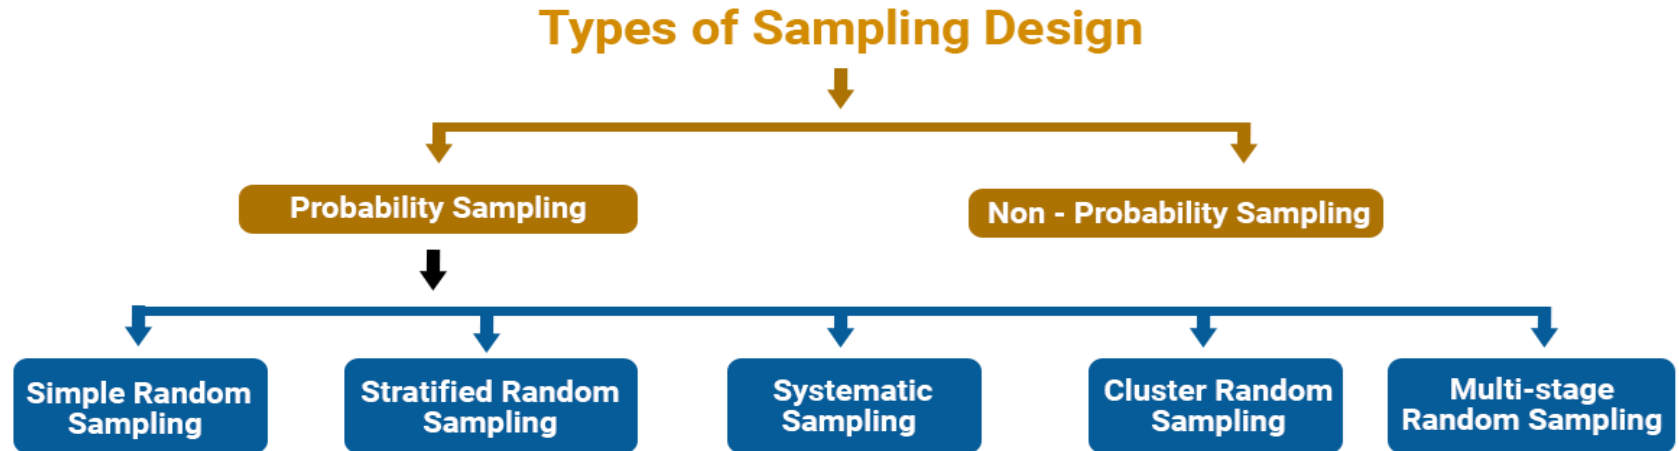 Types of Sampling Design
Probability Sampling
Non - Probability Sampling
Simple Random
Sampling
Stratified Random
Sampling
Systematic
Sampling
Cluster Random
Sampling
Multi-stage
Random Sampling